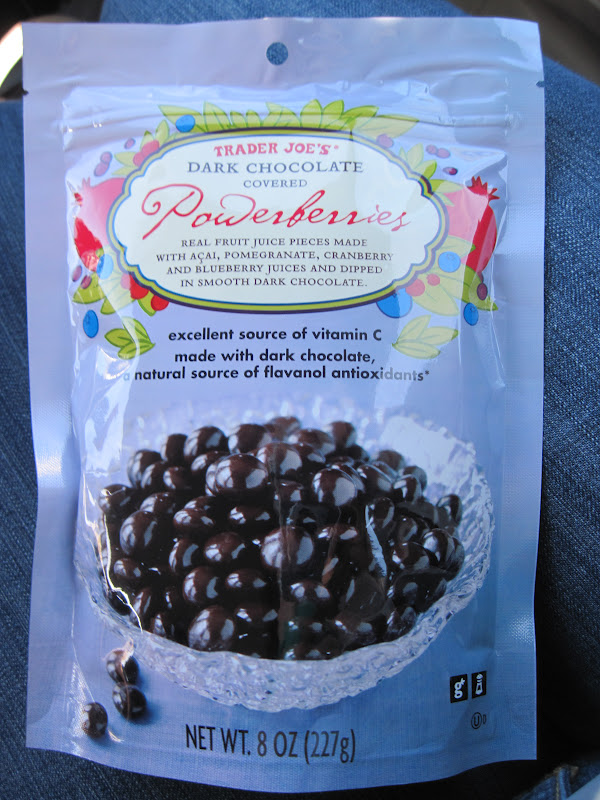 TRADER JOE'S®
DARK CHOCOLATE
COVERED
Powerberries
REAL FRUIT JUICE PIECES MADE
WITH AÇAI, POMEGRANATE, CRANBERRY
AND BLUEBERRY JUICES AND DIPPED
IN SMOOTH DARK CHOCOLATE.
excellent source of vitamin C
made with dark chocolate,
a natural source of flavanol antioxidants*
g*
U D
NET WT. 8 OZ (227g)